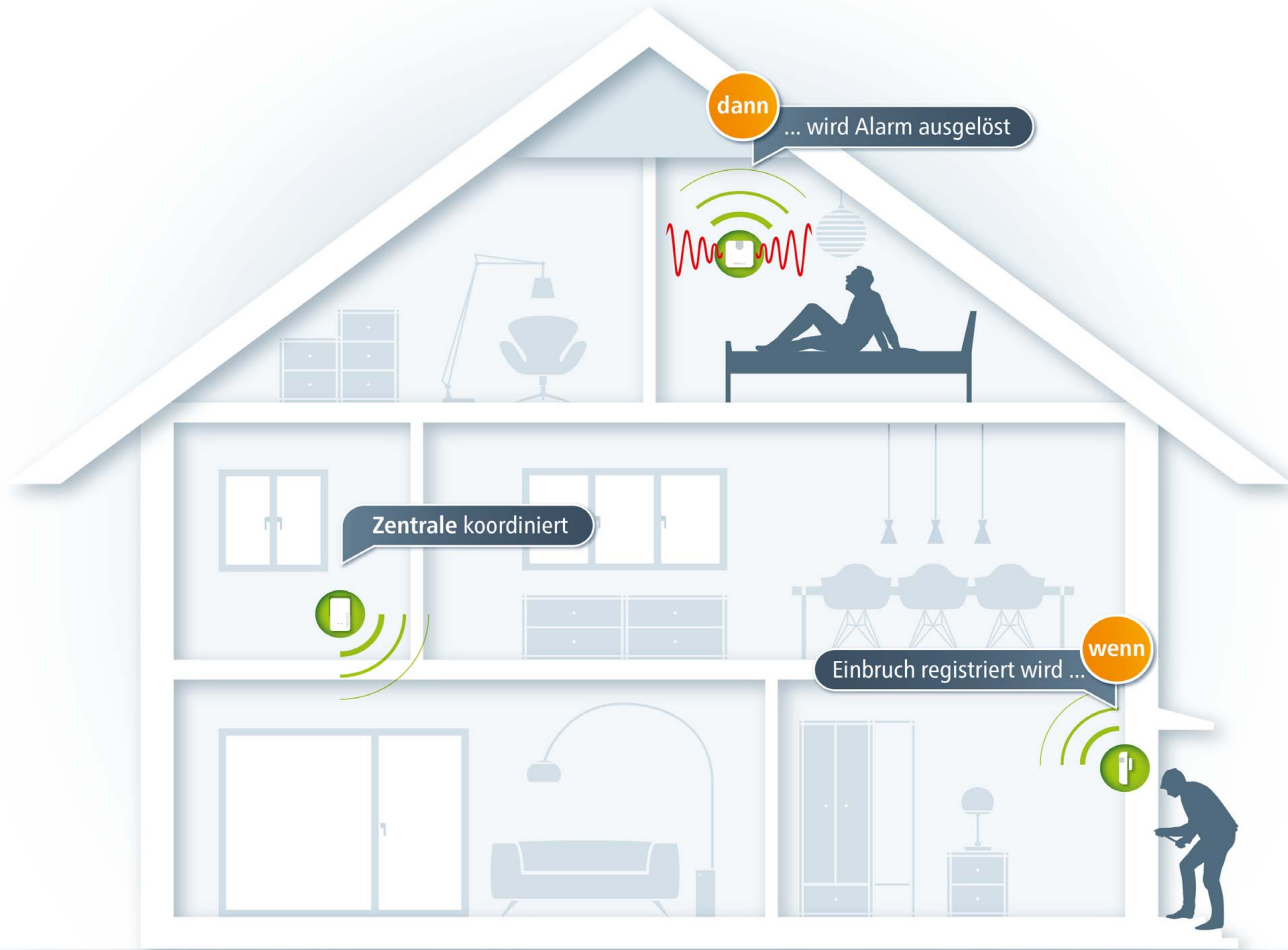 dann
... wird Alarm ausgelöst
Zentrale koordiniert
wenn
Einbruch registriert wird ...